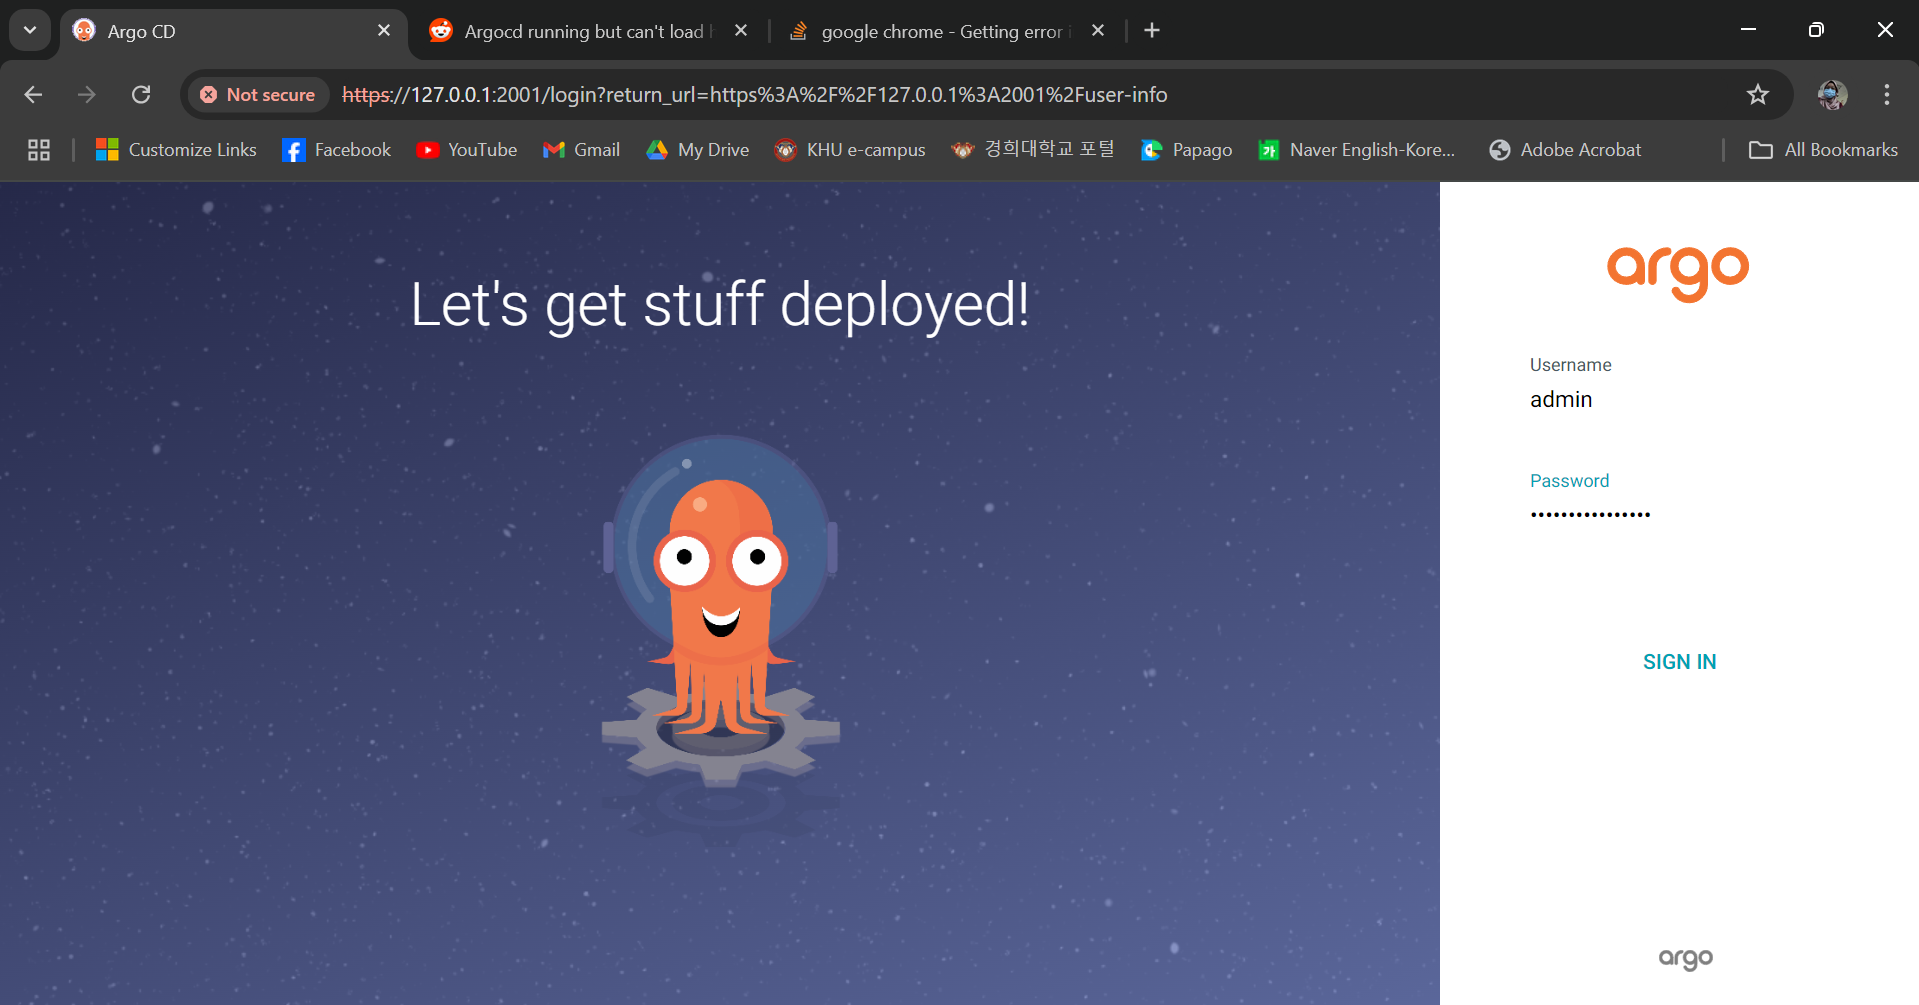 Argo CD
Argocd running but can't load
google chrome - Getting error
Not secure
https://127.0.0.1:2001/login?return_url=https%3A%2F%2F127.0.0.1%3A2001%2Fuser-info
Customize Links
Facebook
YouTube
Gmail
My Drive
KHU e-campus
경희대학교 포털
Papago
가
Naver English-Kore...
Adobe Acrobat
All Bookmarks
Let's get stuff deployed!
argo
Username
admin
Password
••••••••••••••••
SIGN IN
argo